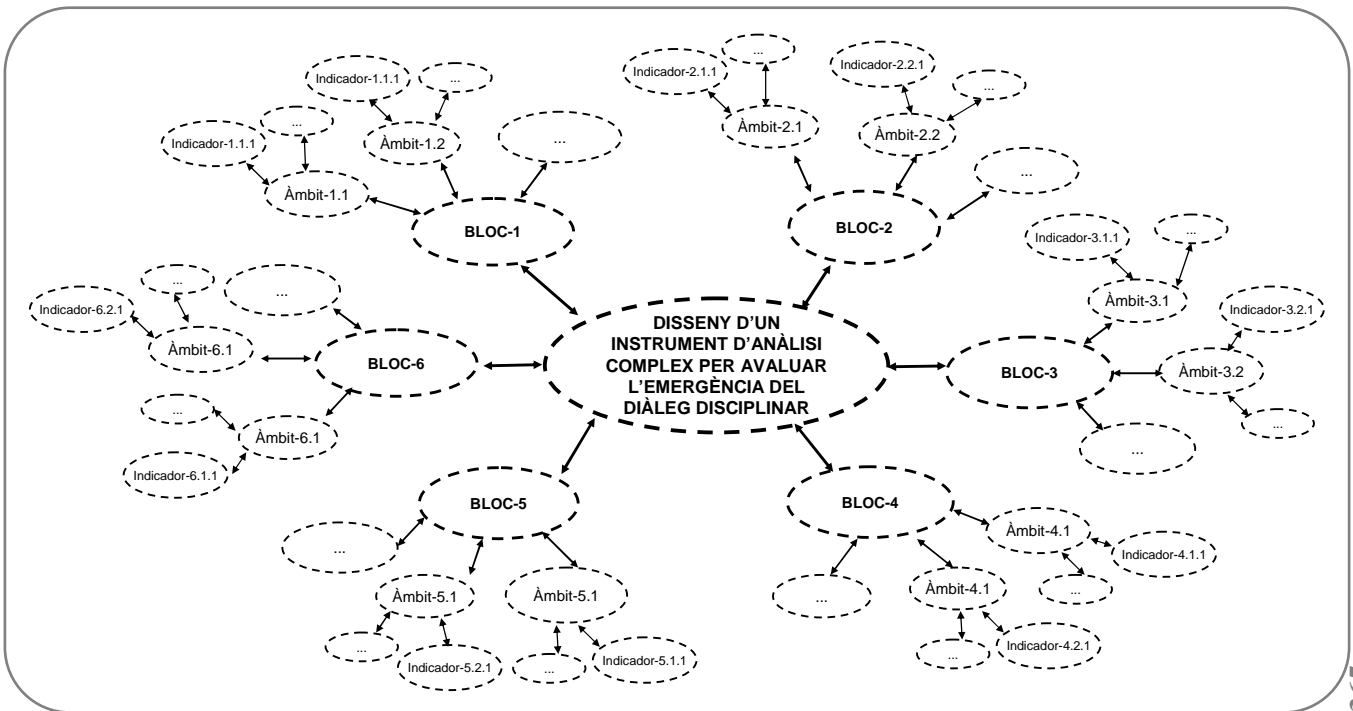 Indicador-1.1.1
...
Indicador-1.1.1
...
Àmbit-1.2
Àmbit-1.1
...
BLOC-1
Indicador-2.1.1
...
Àmbit-2.1
Indicador-2.2.1
...
Àmbit-2.2
...
BLOC-2
Indicador-3.1.1
...
Àmbit-3.1
Indicador-3.2.1
Àmbit-3.2
...
BLOC-3
...
DISSENY D'UN
INSTRUMENT D'ANÀLISI
COMPLEX PER AVALUAR
L'EMERGÈNCIA DEL
DIÀLEG DISCIPLINAR
...
Indicador-6.2.1
...
Àmbit-6.1
BLOC-6
...
Àmbit-6.1
Indicador-6.1.1
BLOC-5
...
Àmbit-5.1
Àmbit-5.1
...
Indicador-5.2.1
...
Indicador-5.1.1
BLOC-4
Àmbit-4.1
Indicador-4.1.1
...
...
Àmbit-4.1
...
Indicador-4.2.1